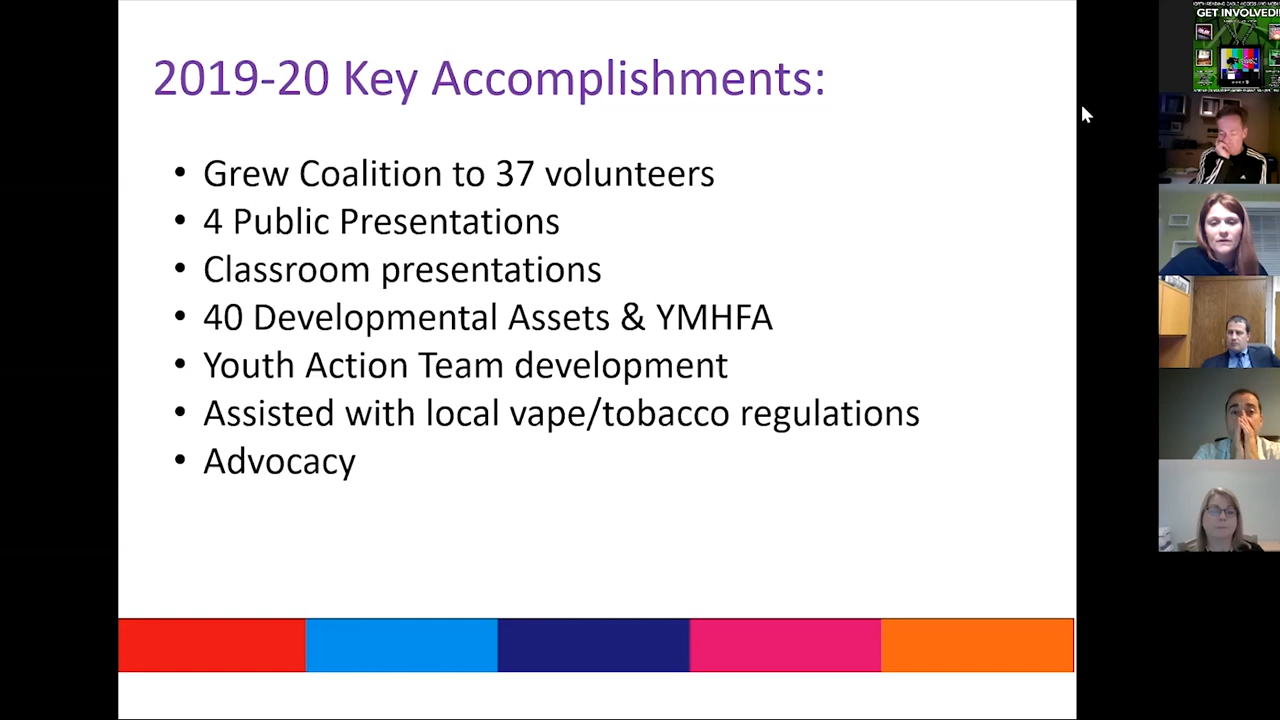 2019-20 Key Accomplishments:
• Grew Coalition to 37 volunteers
• 4 Public Presentations
• Classroom presentations
• 40 Developmental Assets & YMHFA
• Youth Action Team development
• Assisted with local vape/tobacco regulations
• Advocacy
GET INVOLVED!!